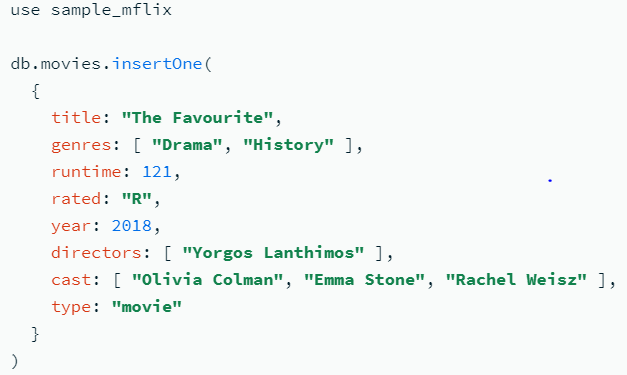 use sample_mflix
db.movies.insertOne(
{
title: "The Favourite",
genres: [ "Drama", "History" ],
runtime: 121,
rated: "R",
year: 2018,
directors: [ "Yorgos Lanthimos" ],
cast: [ "Olivia Colman", "Emma Stone", "Rachel Weisz" ],
type: "movie"
}
)